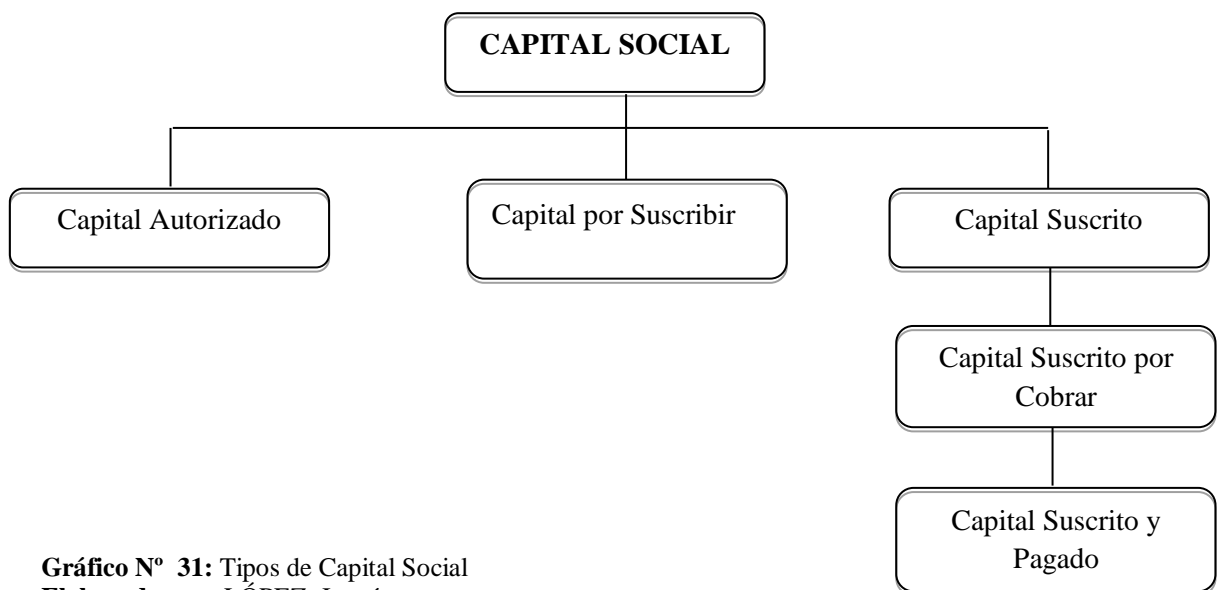 CAPITAL SOCIAL
Capital Autorizado
Capital por Suscribir
Capital Suscrito
Capital Suscrito por
Cobrar
Capital Suscrito y
Pagado
Gráfico Nº 31: Tipos de Capital Social